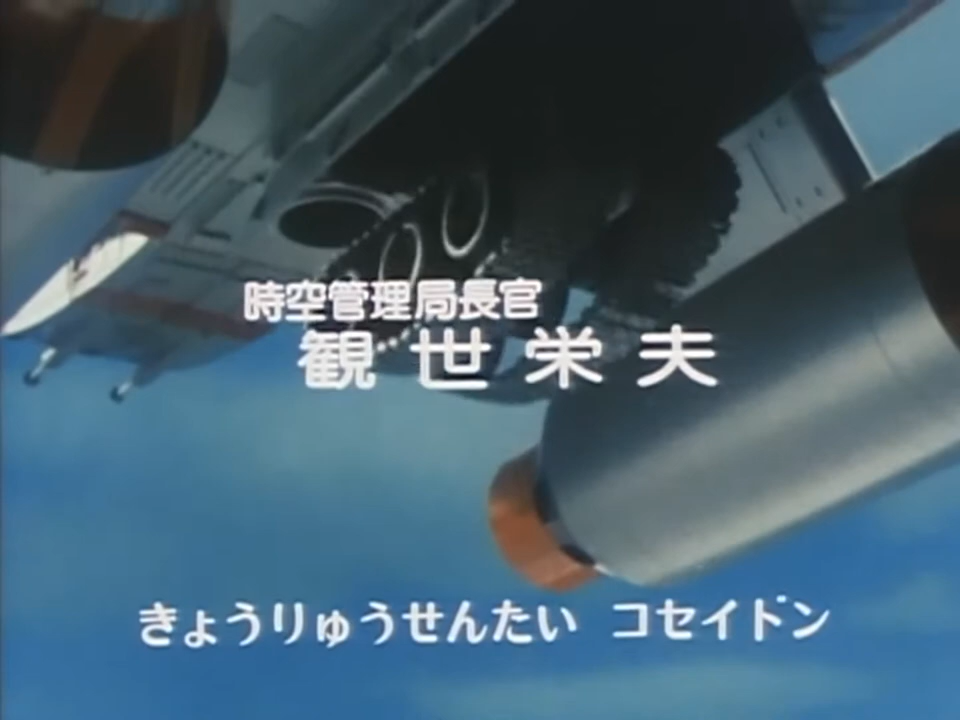 時空管理局長官
観世栄夫
きょうりゅうせんたい コセイドン